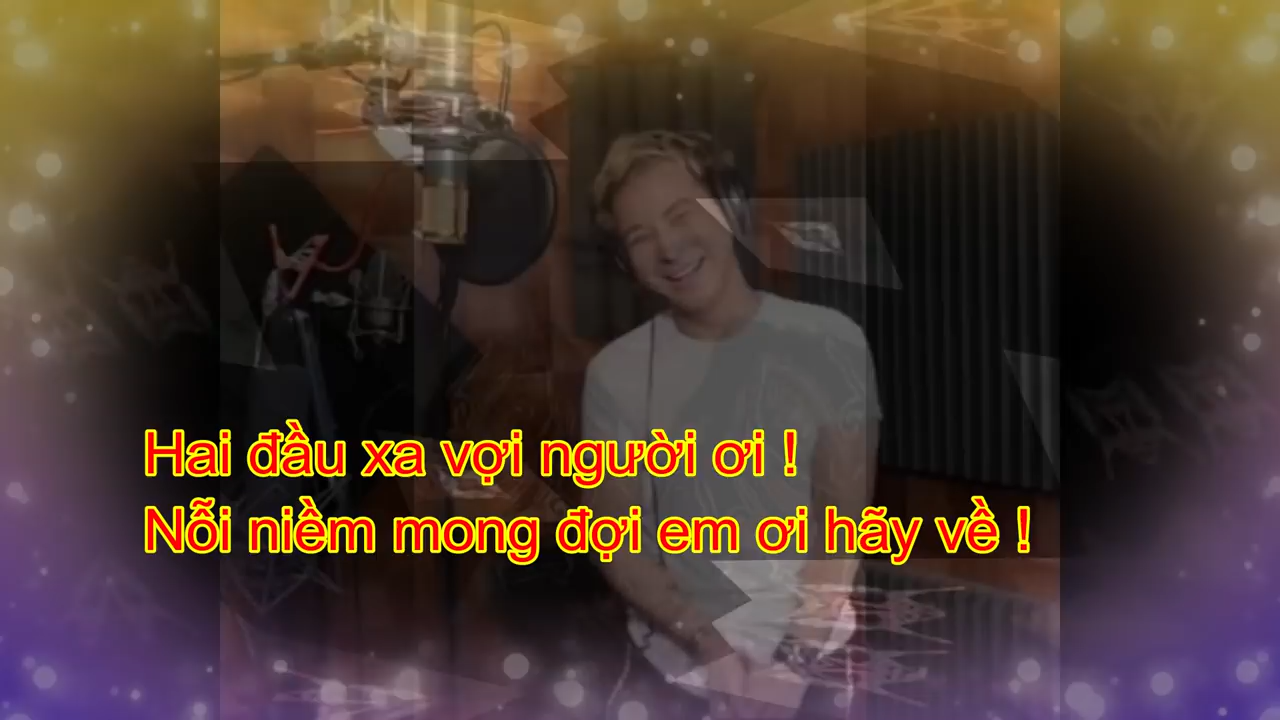 Hai đầu xa vợi người ơi !
Nỗi niềm mong đợi em ơi hãy về !